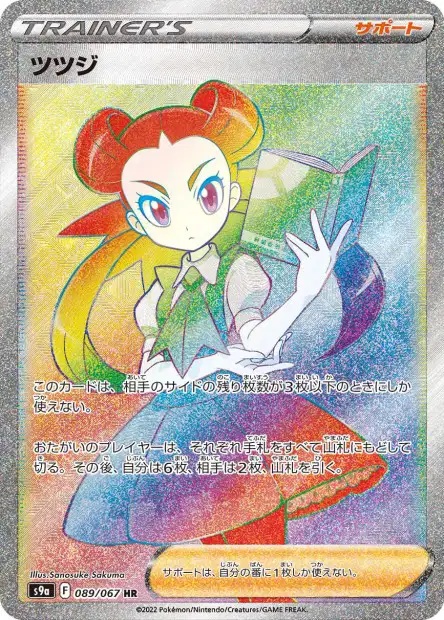 TRAINER'S サポート
ツツジ
このカードは、相手のサイドの残り枚数が3枚以下のときにしか
使えない。
おたがいのプレイヤーは、それぞれ手札をすべて山札にもどして
切る。その後、自分は6枚、相手は2枚、山札を引く。
Illus. Sanosuke Sakuma
サポートは、自分の番に1枚しか使えない。
s9a F 089/067 HR
©2022 Pokémon/Nintendo/Creatures/GAME FREAK.